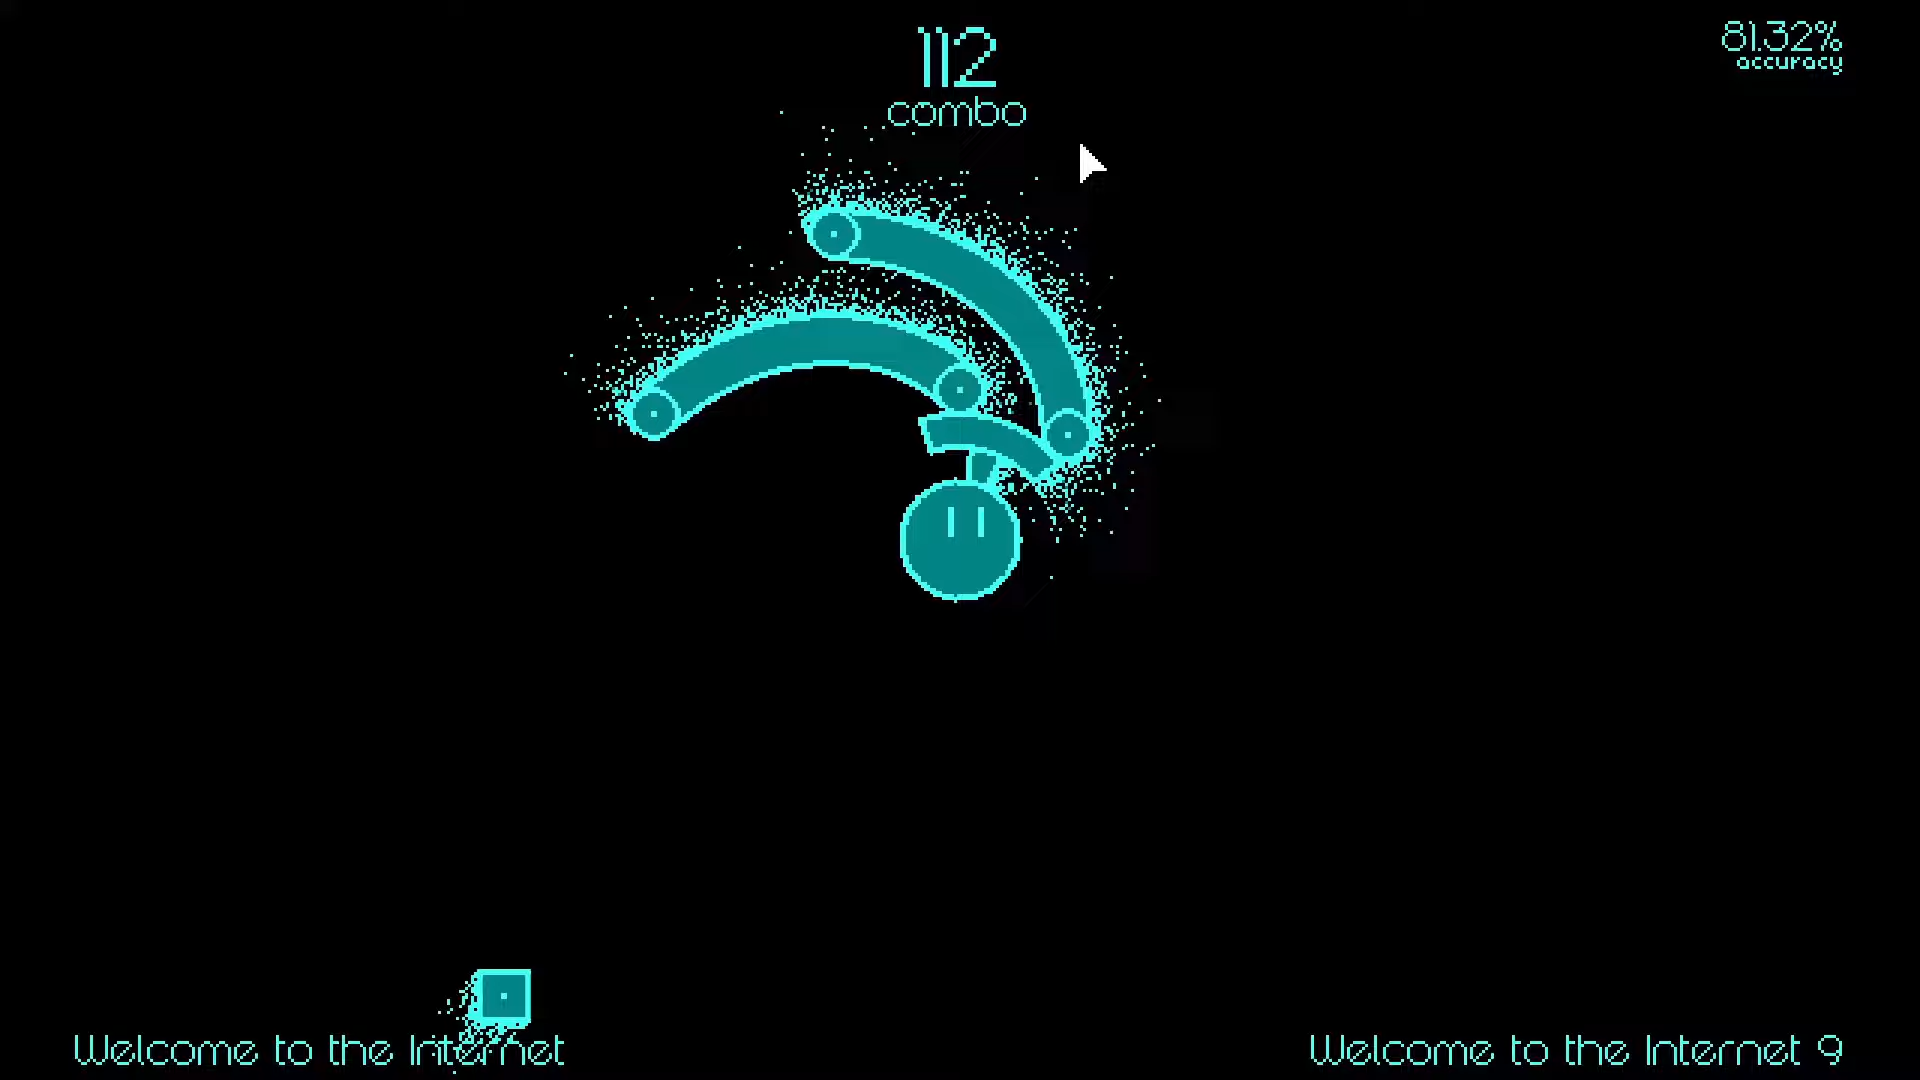 112
combo
81.32%
accuracy
Welcome to the Internet
Welcome to the Internet 9